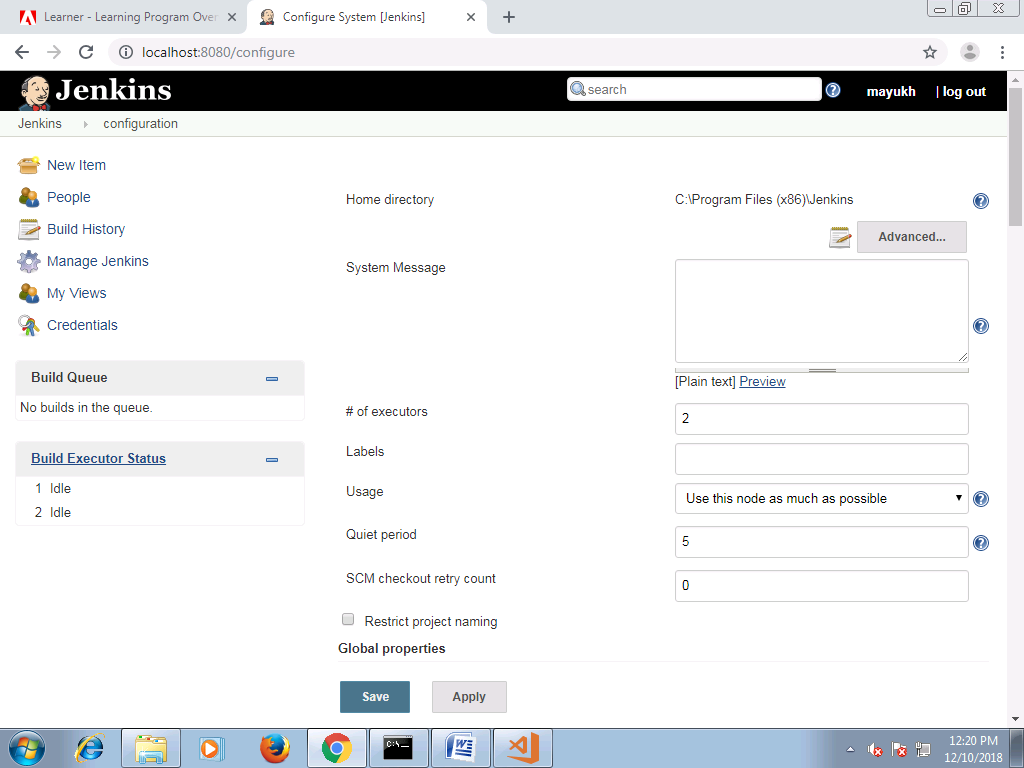 Learner - Learning Program Over
Configure System [Jenkins]
localhost:8080/configure
Jenkins
search
mayukh
| log out
Jenkins
configuration
New Item
People
Build History
Manage Jenkins
My Views
Credentials
Build Queue
No builds in the queue.
Build Executor Status
1 Idle
2 Idle
Home directory
C:\Program Files (x86)\Jenkins
Advanced...
System Message
[Plain text] Preview
# of executors
2
Labels
Usage
Use this node as much as possible
Quiet period
5
SCM checkout retry count
0
Restrict project naming
Global properties
Save
Apply
12:20 PM
12/10/2018